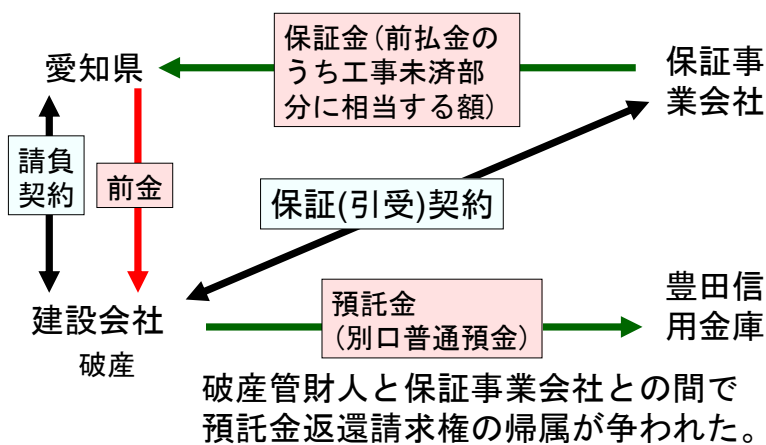 保証金(前払金の
うち工事未済部
分に相当する額)
愛知県
保証事
業会社
請負
契約
前金
保証(引受)契約
建設会社
破産
預託金
(別口普通預金)
豊田信
用金庫
破産管財人と保証事業会社との間で
預託金返還請求権の帰属が争われた。